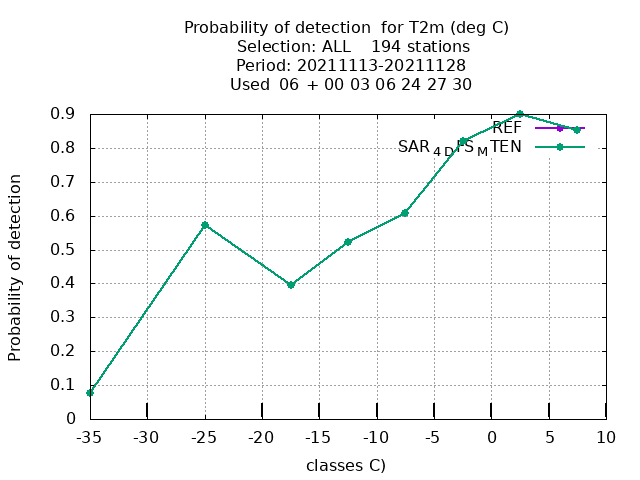 Probability of detection  for T2m (deg C)
Selection: ALL    194 stations
Period: 20211113-20211128
Used  06  + 00 03 06 24 27 30
REF
SAR4DFSMTEN
0.9
0.8
0.7
0.6
0.5
0.4
0.3
0.2
0.1
0
Probability of detection
-35 -30 -25 -20 -15 -10 -5 0 5 10
classes C)